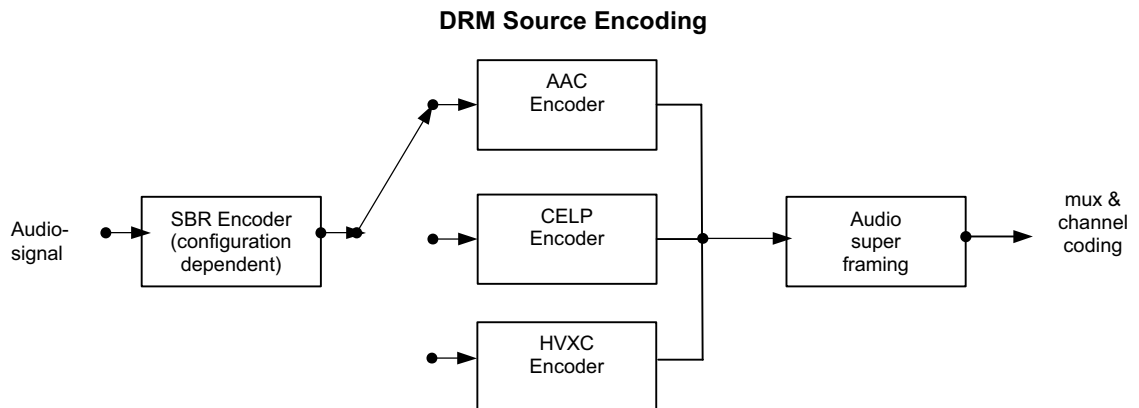 DRM Source Encoding
AAC
Encoder
Audio-
signal
SBR Encoder
(configuration
dependent)
CELP
Encoder
Audio
super
framing
mux &
channel
coding
HVXC
Encoder